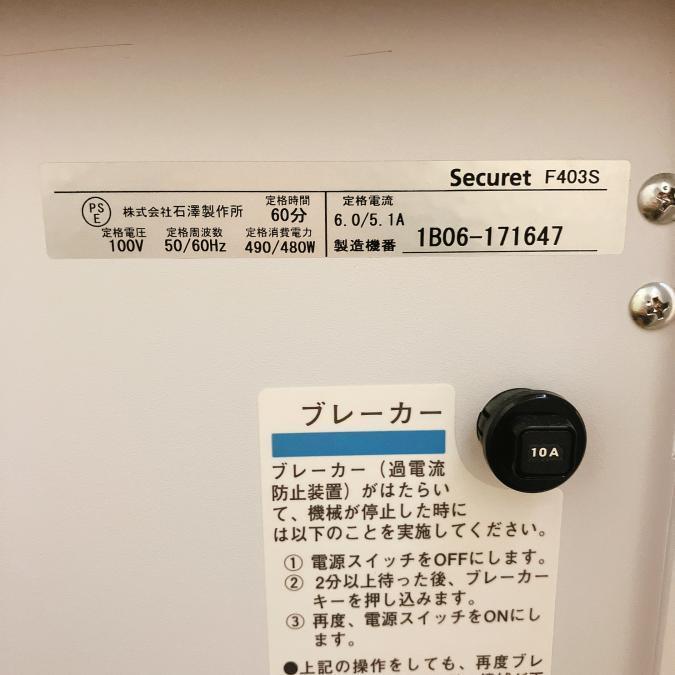 Securet F403S
PS
E
株式会社石澤製作所
定格時間
60分
定格電圧
100V
定格周波数
50/60Hz
定格消費電力
490/480W
定格電流
6.0/5.1A
製造機番 1B06-171647
10A
ブレーカー
ブレーカー（過電流
防止装置）がはたらい
て、機械が停止した時に
は以下のことを実施してください。
① 電源スイッチをOFFにします。
② 2分以上待った後、ブレーカー
キーを押し込みます。
③ 再度、電源スイッチをONにし
ます。
●上記の操作をしても、再度ブレ